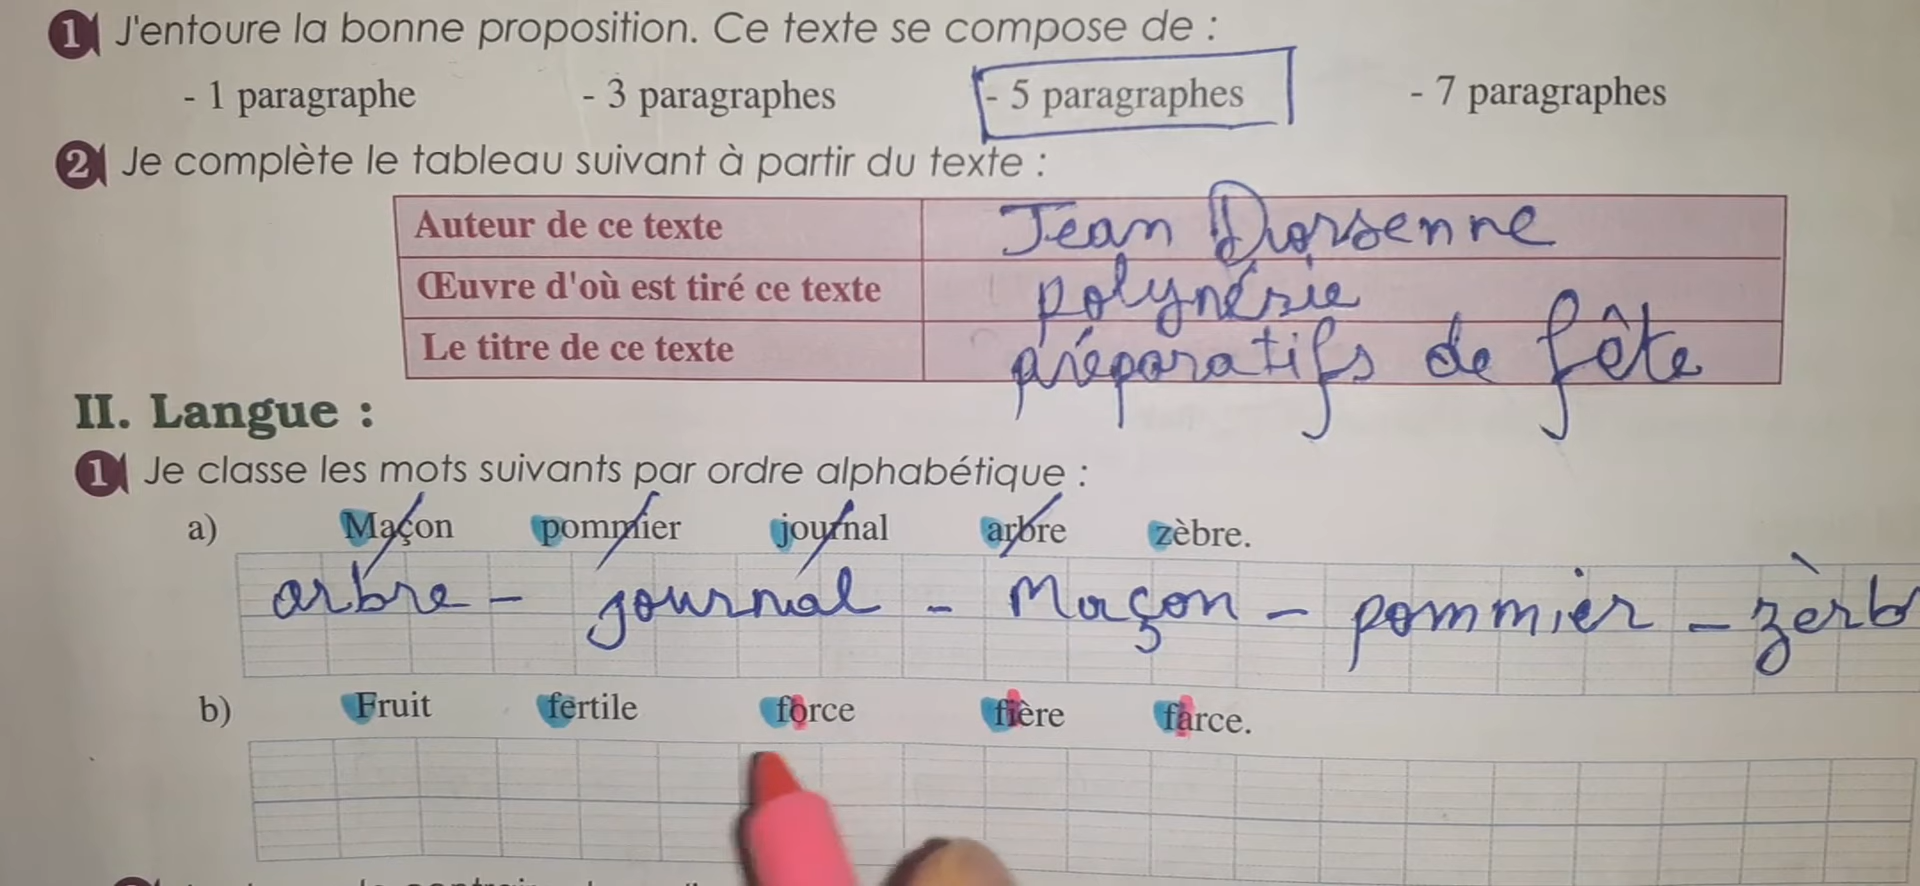 1 J'entoure la bonne proposition. Ce texte se compose de :
- 1 paragraphe - 3 paragraphes - 5 paragraphes - 7 paragraphes
2 Je complète le tableau suivant à partir du texte :
Auteur de ce texte Jean Dorsenne
Œuvre d'où est tiré ce texte polynésie
Le titre de ce texte préparatifs de fête
II. Langue :
1 Je classe les mots suivants par ordre alphabétique :
a) Maçon pommier journal arbre zèbre.
arbre - journal - Maçon - pommier - zèrb
b) Fruit fertile force fière farce.